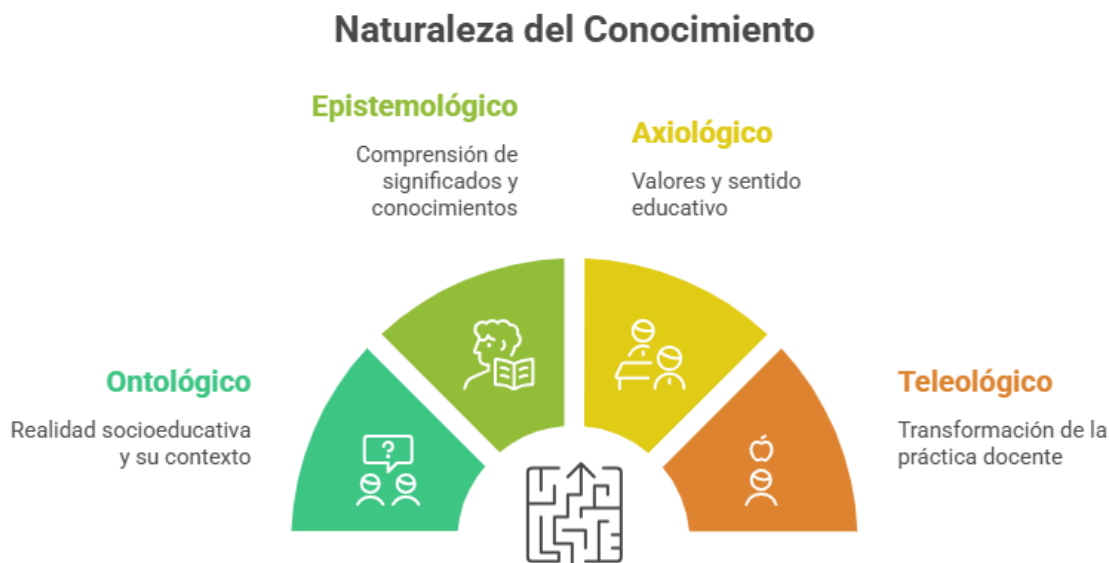 Naturaleza del Conocimiento
Epistemológico
Comprensión de
significados y
conocimientos
Axiológico
Valores y sentido
educativo
Ontológico
Realidad socioeducativa
y su contexto
?
Teleológico
Transformación de la
práctica docente